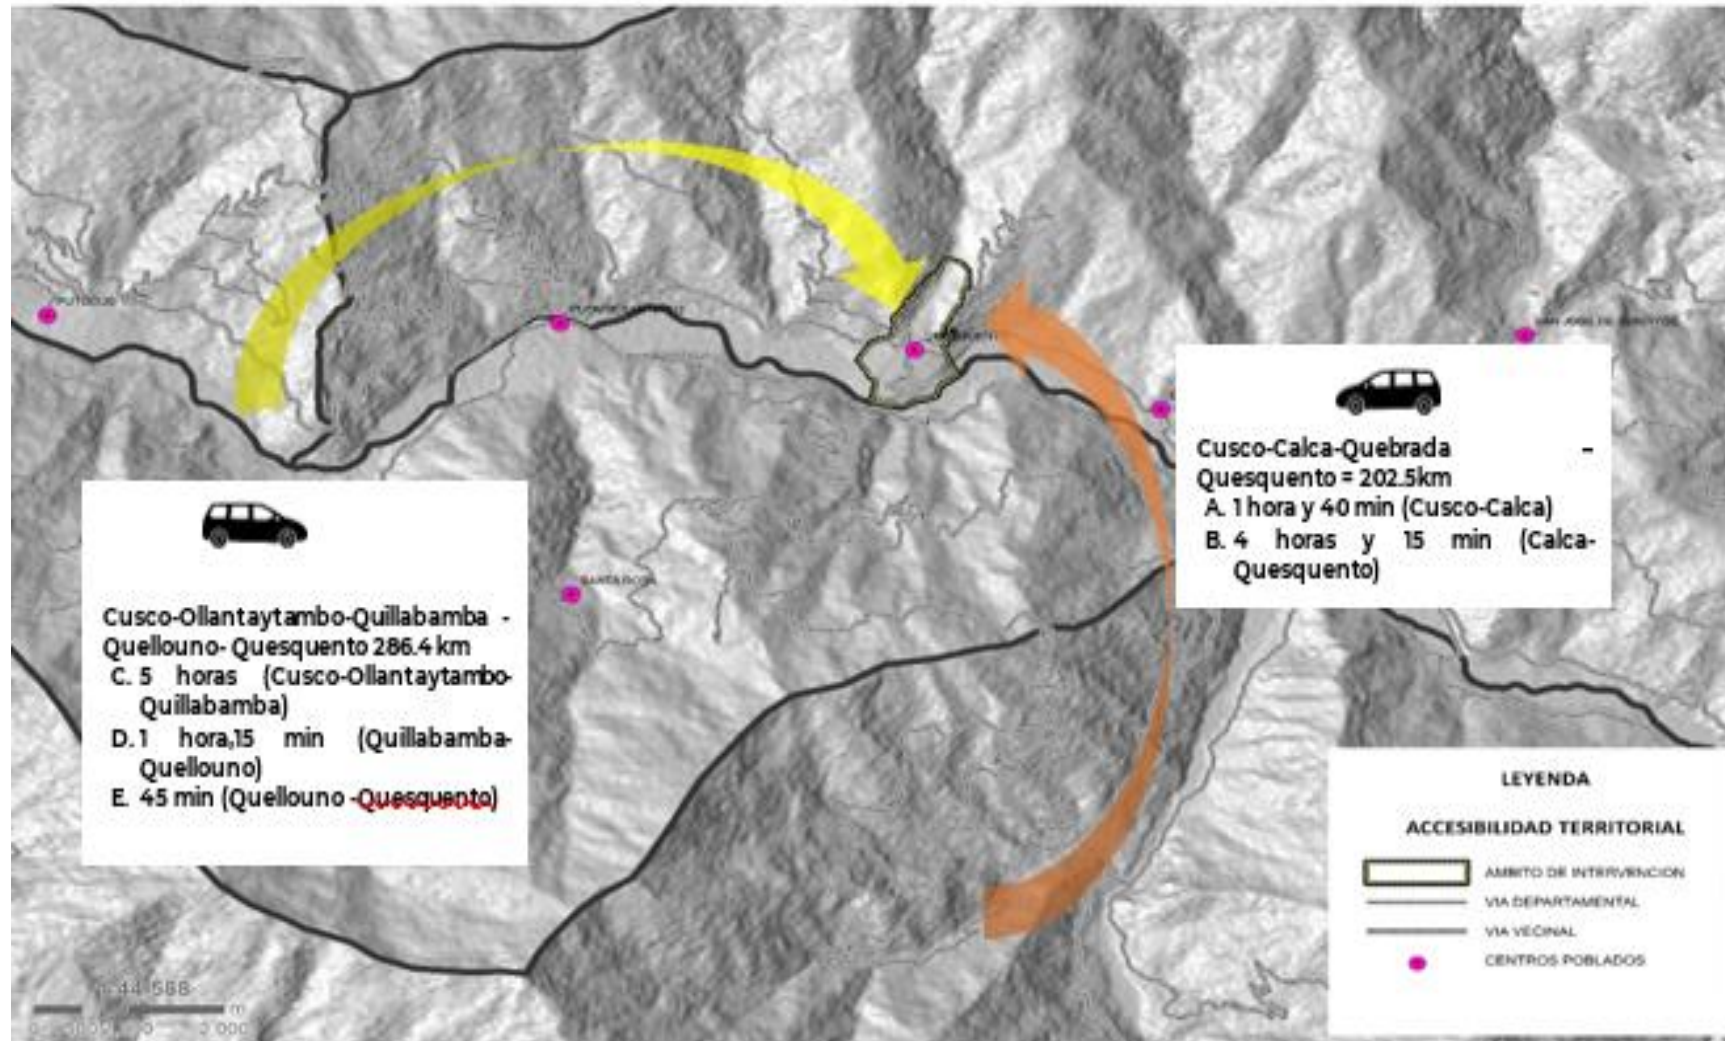 SANTA ROSA
Cusco-Calca-Quebrada -
Quesquento = 202.5km
A. 1 hora y 40 min (Cusco-Calca)
B. 4 horas y 15 min (Calca-
Quesquento)
Cusco-Ollantaytambo-Quillabamba -
Quellouno- Quesquento 286.4 km
C. 5 horas (Cusco-Ollantaytambo-
Quillabamba)
D. 1 hora,15 min (Quillabamba-
Quellouno)
E. 45 min (Quellouno -Quesquento)
LEYENDA
ACCESIBILIDAD TERRITORIAL
AMBITO DE INTERVENCION
VIA DEPARTAMENTAL
VIA VECINAL
CENTROS POBLADOS